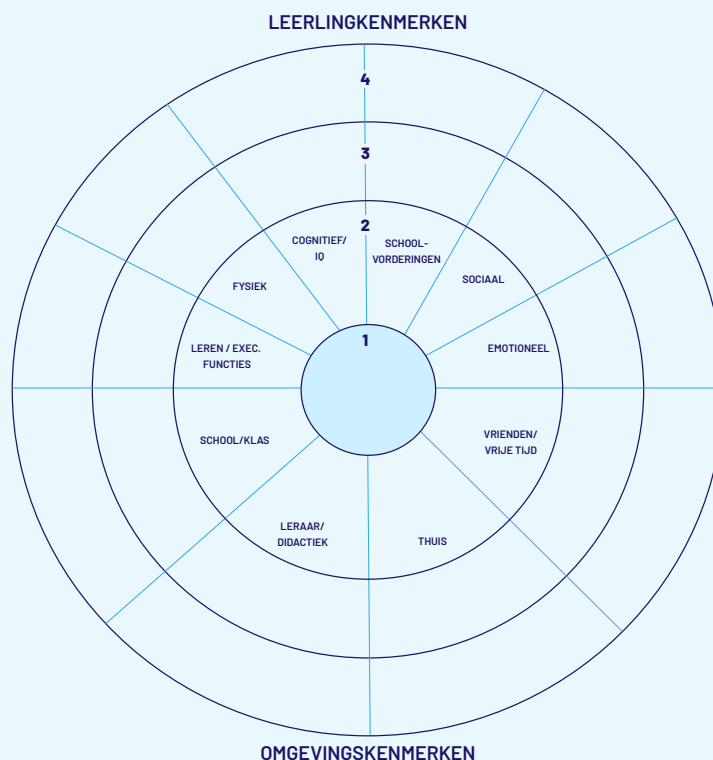 LEERLINGKENMERKEN
4
3
2
COGNITIEF/
IQ
SCHOOL-
VORDERINGEN
FYSIEK
SOCIAAL
1
LEREN / EXEC.
FUNCTIES
EMOTIONEEL
SCHOOL/KLAS
VRIENDEN/
VRIJE TIJD
LERAAR/
DIDACTIEK
THUIS
OMGEVINGSKENMERKEN